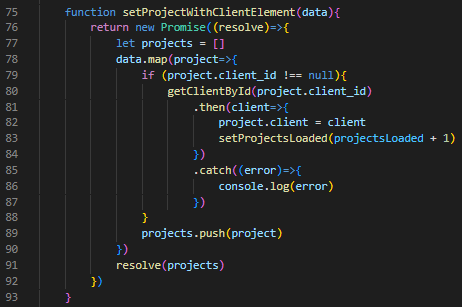 75 function setProjectWithClientElement(data){
76 return new Promise((resolve)=>{
77 let projects = []
78 data.map(project=>{
79 if (project.client_id !== null){
80 getClientById(project.client_id)
81 .then(client=>{
82 project.client = client
83 setProjectsLoaded(projectsLoaded + 1)
84 })
85 .catch((error)=>{
86 console.log(error)
87 })
88 }
89 projects.push(project)
90 })
91 resolve(projects)
92 })
93 }